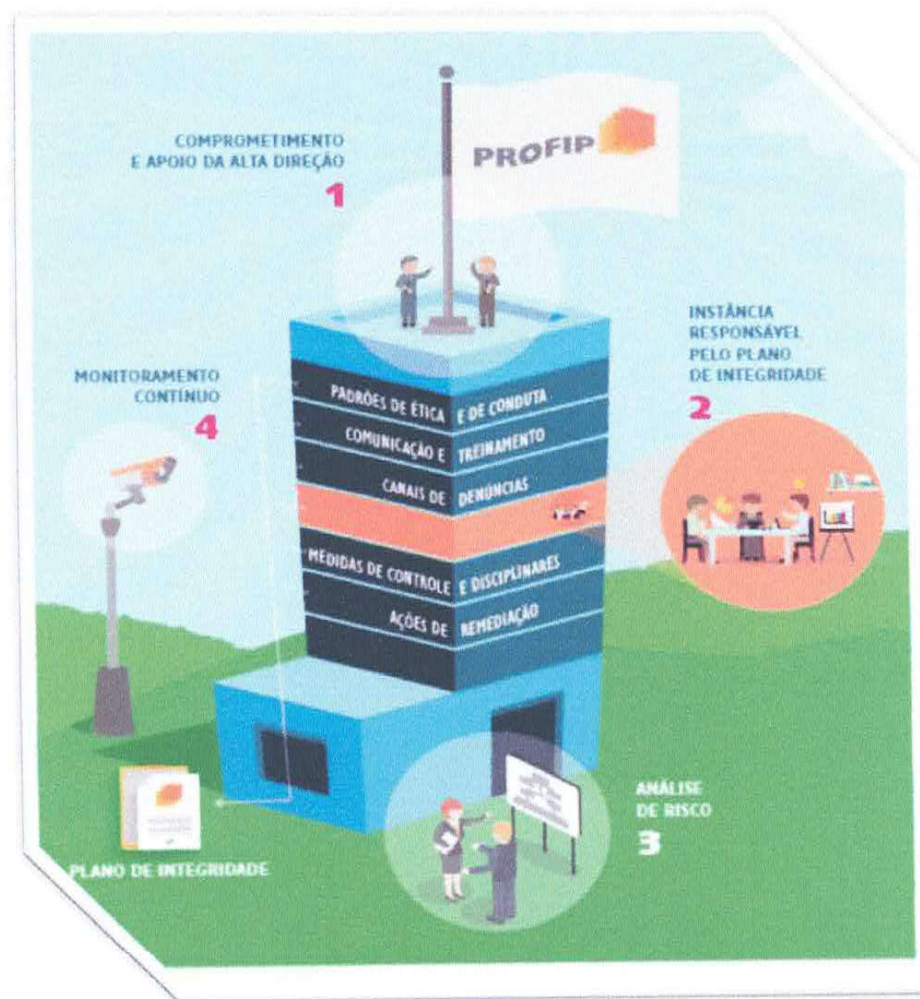 COMPROMETIMENTO
E APOIO DA ALTA DIREÇÃO
1
PROFIP
INSTÂNCIA
RESPONSÁVEL
PELO PLANO
DE INTEGRIDADE
2
MONITORAMENTO
CONTÍNUO
4
PADRÕES DE ÉTICA E DE CONDUTA
COMUNICAÇÃO E TREINAMENTO
CANAIS DE DENÚNCIAS
MEDIDAS DE CONTROLE E DISCIPLINARES
AÇÕES DE REMEDIAÇÃO
ANÁLISE
DE RISCO
3
PLANO DE INTEGRIDADE